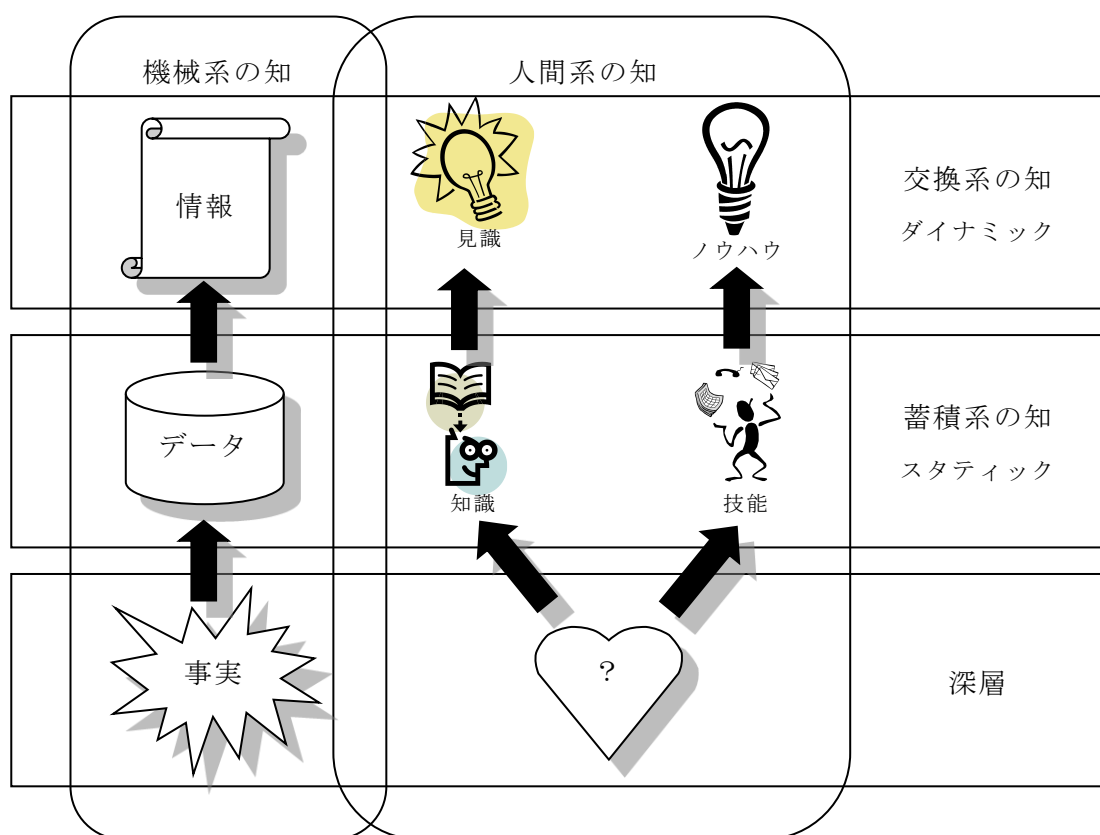 機械系の知
人間系の知
情報
見識
ノウハウ
交換系の知
ダイナミック
データ
知識
技能
蓄積系の知
スタティック
事実
？
深層